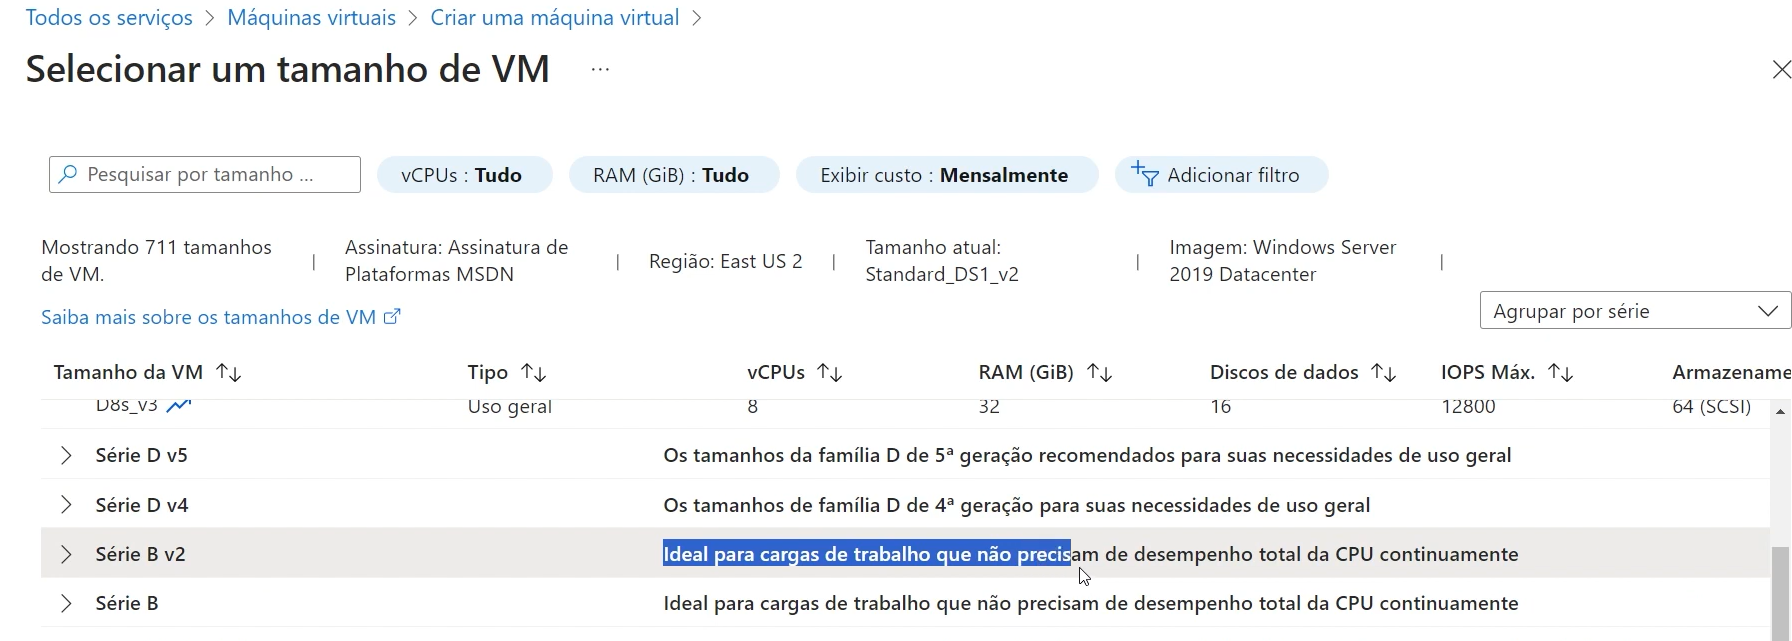 Todos os serviços > Máquinas virtuais > Criar uma máquina virtual >
Selecionar um tamanho de VM ...
Pesquisar por tamanho ...
vCPUs : Tudo
RAM (GiB) : Tudo
Exibir custo : Mensalmente
Adicionar filtro
Mostrando 711 tamanhos
de VM.
Assinatura: Assinatura de
Plataformas MSDN
Região: East US 2
Tamanho atual:
Standard_DS1_v2
Imagem: Windows Server
2019 Datacenter
Saiba mais sobre os tamanhos de VM
Agrupar por série
Tamanho da VM Tipo vCPUs RAM (GiB) Discos de dados IOPS Máx. Armazename
D8s_v3 Uso geral 8 32 16 12800 64 (SCSI)
Série D v5 Os tamanhos da família D de 5ª geração recomendados para suas necessidades de uso geral
Série D v4 Os tamanhos de família D de 4ª geração para suas necessidades de uso geral
Série B v2 Ideal para cargas de trabalho que não precisam de desempenho total da CPU continuamente
Série B Ideal para cargas de trabalho que não precisam de desempenho total da CPU continuamente